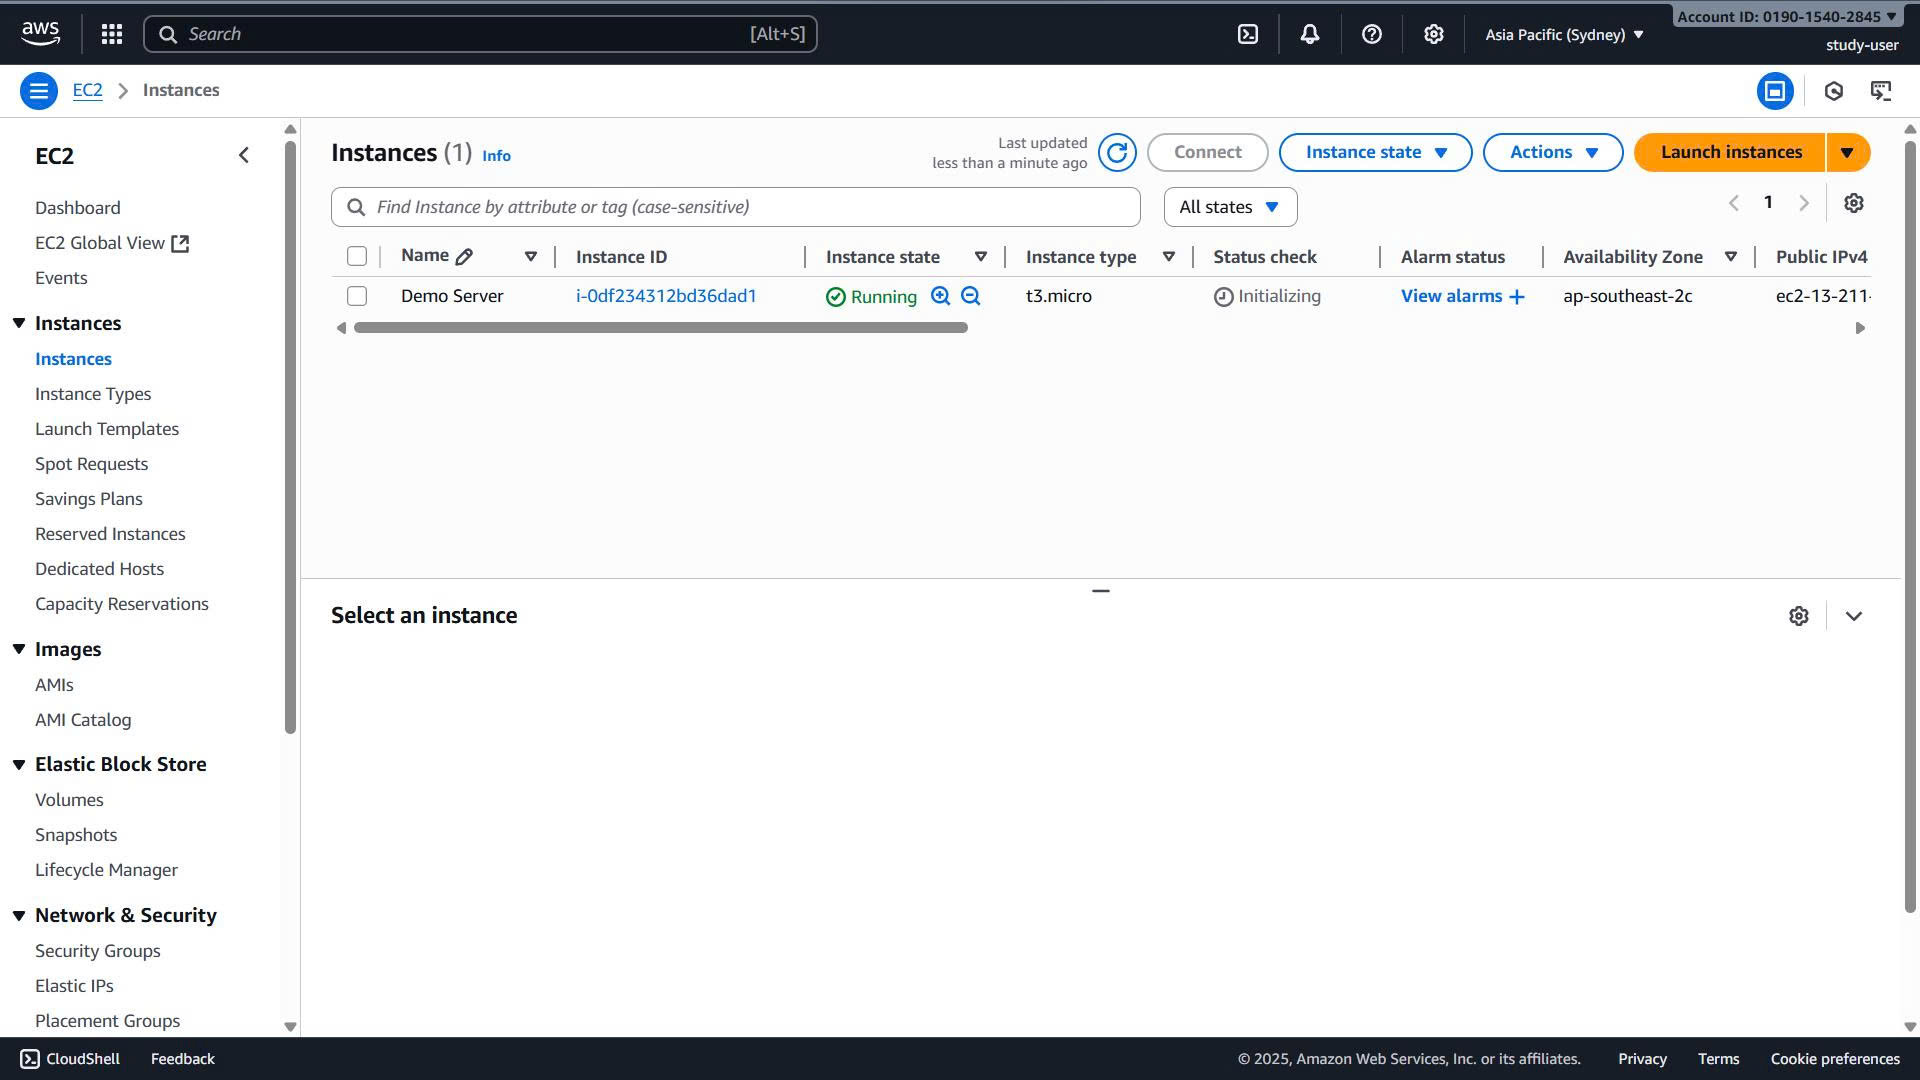 aws
Search
[Alt+S]
Asia Pacific (Sydney)
Account ID: 0190-1540-2845
study-user
EC2
Instances
EC2
Dashboard
EC2 Global View
Events
Instances
Instances
Instance Types
Launch Templates
Spot Requests
Savings Plans
Reserved Instances
Dedicated Hosts
Capacity Reservations
Images
AMIs
AMI Catalog
Elastic Block Store
Volumes
Snapshots
Lifecycle Manager
Network & Security
Security Groups
Elastic IPs
Placement Groups
Instances (1) Info
Last updated
less than a minute ago
Connect
Instance state
Actions
Launch instances
Find Instance by attribute or tag (case-sensitive)
All states
1
Name Instance ID Instance state Instance type Status check Alarm status Availability Zone Public IPv4
Demo Server i-0df234312bd36dad1 Running t3.micro Initializing View alarms + ap-southeast-2c ec2-13-211-
Select an instance
CloudShell Feedback © 2025, Amazon Web Services, Inc. or its affiliates. Privacy Terms Cookie preferences